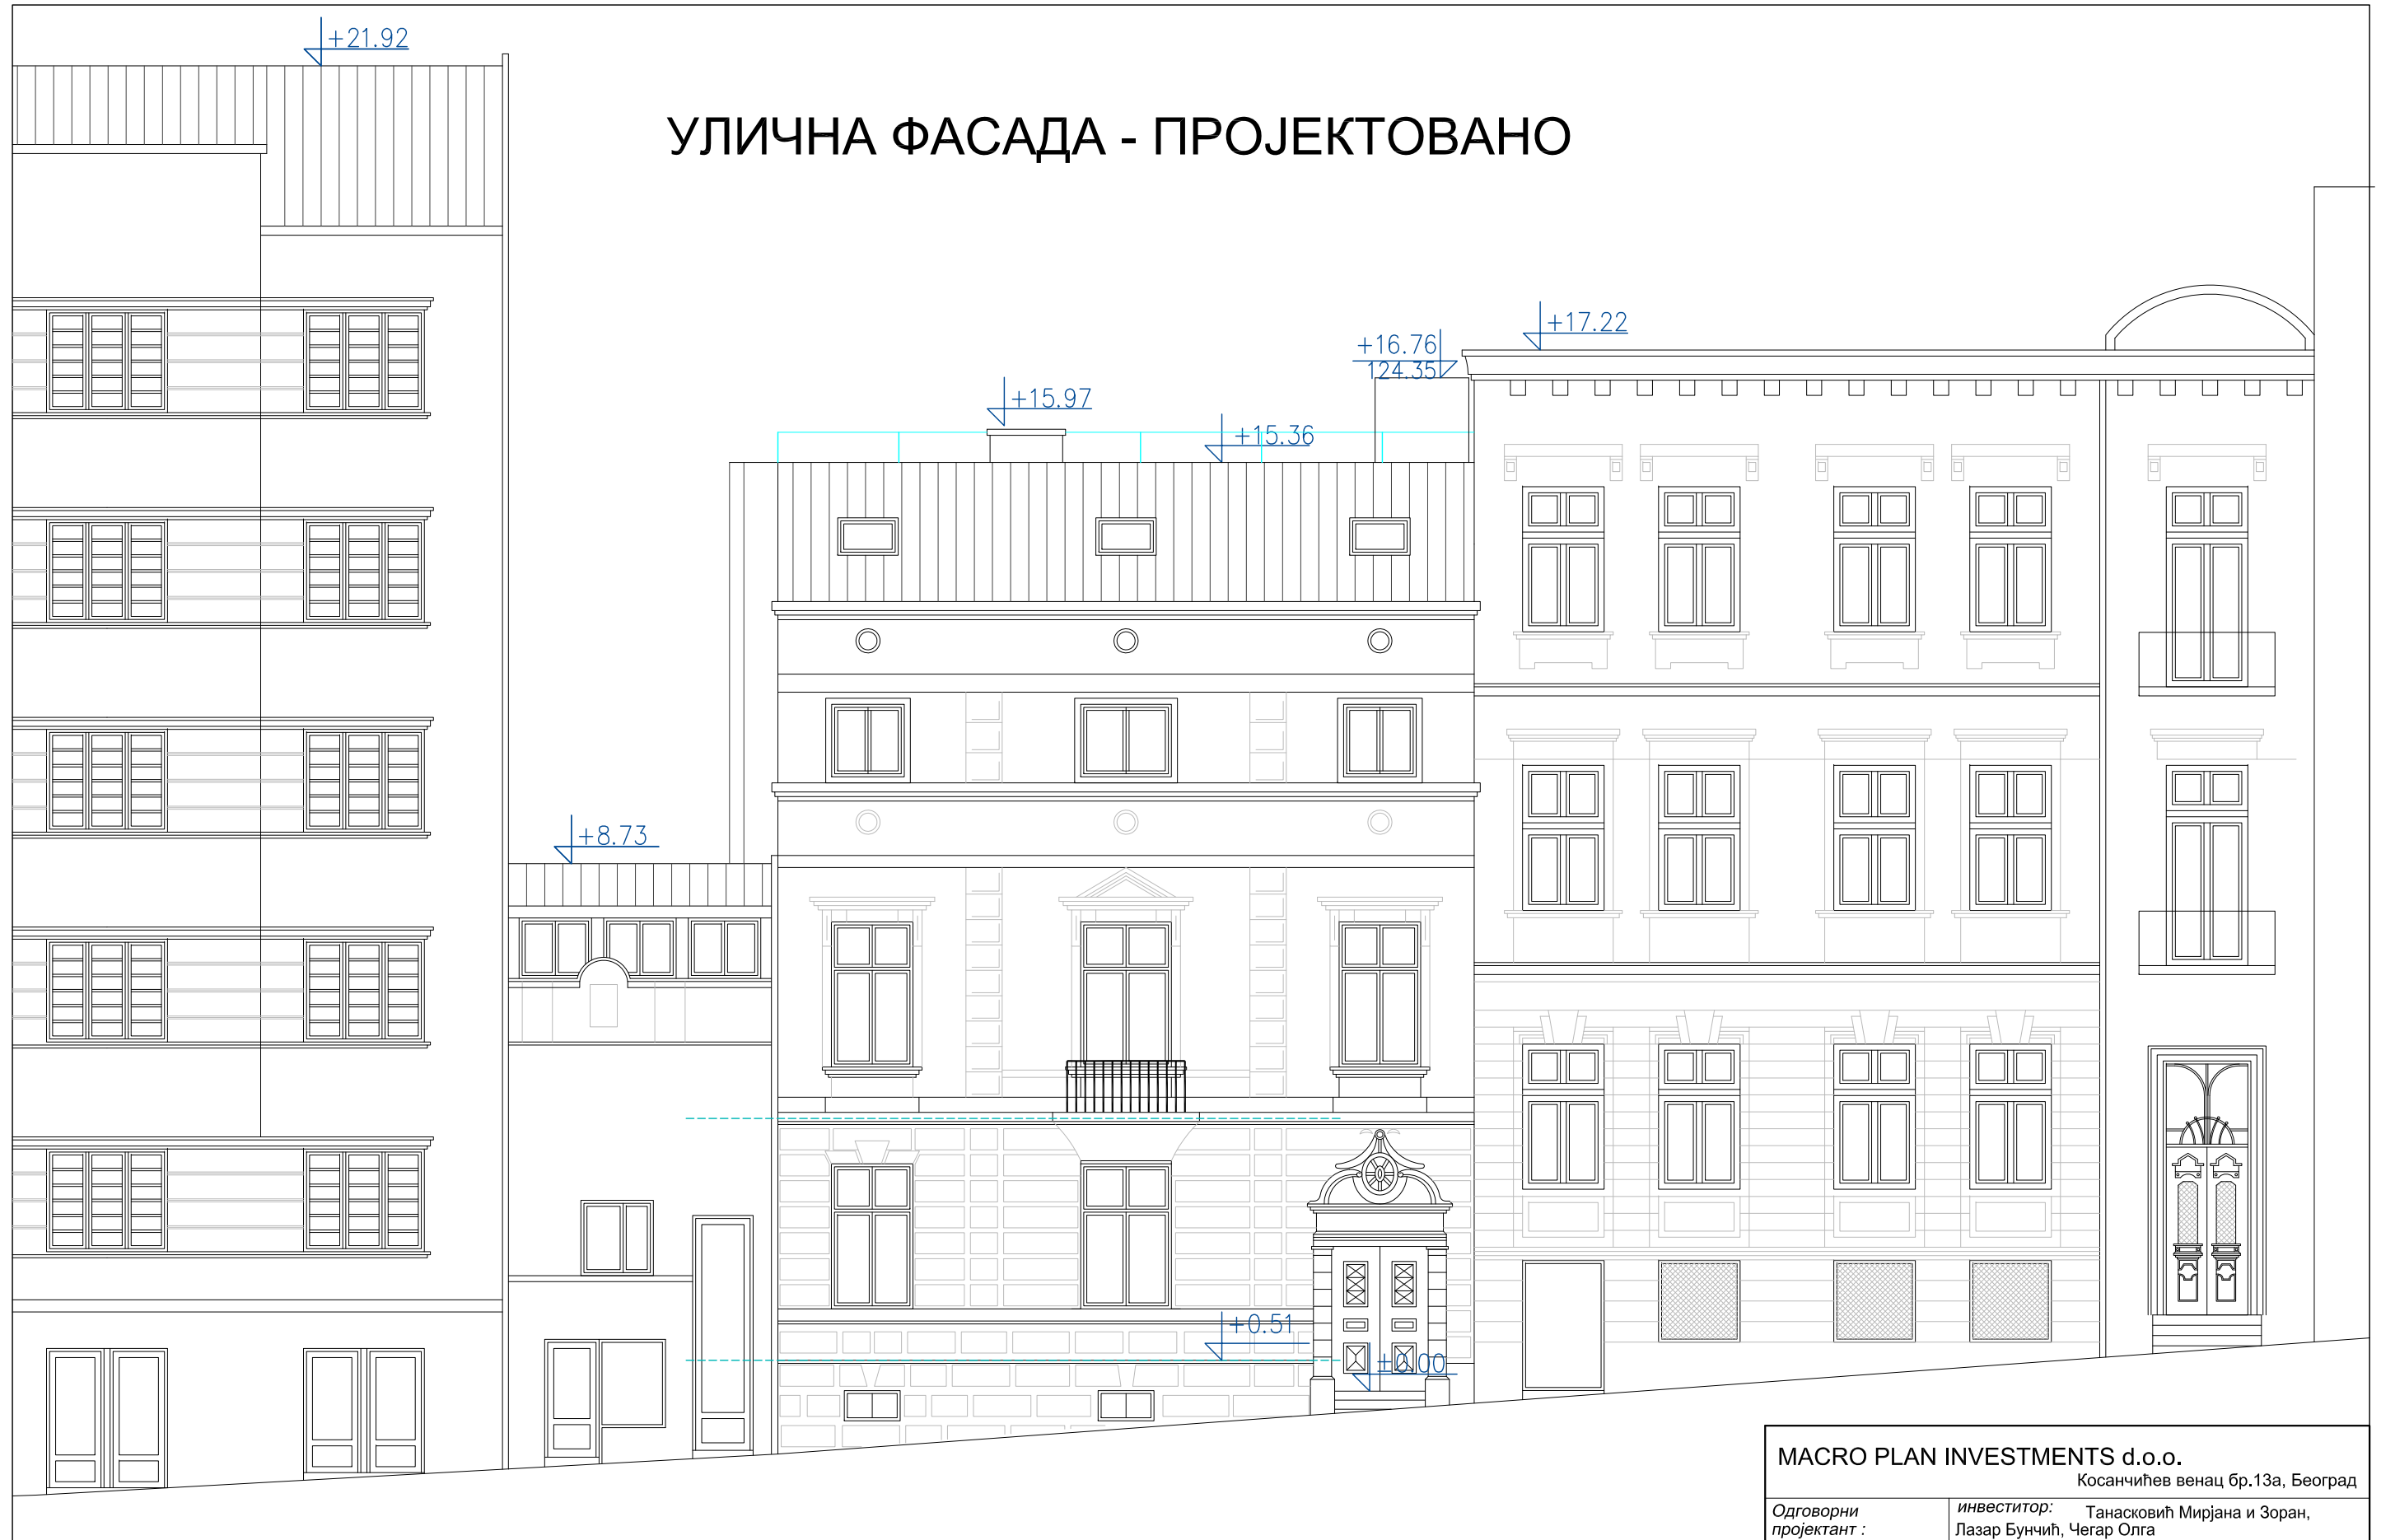 +21.92
УЛИЧНА ФАСАДА - ПРОЈЕКТОВАНО
+17.22
+16.76
124.35
+15.97
+15.36
+8.73
+0.51
±0.00
MACRO PLAN INVESTMENTS d.o.o.
Косанчићев венац бр.13а, Београд
Одговорни
пројектант :
инвеститор: Танасковић Мирјана и Зоран,
Лазар Бунчић, Чегар Олга